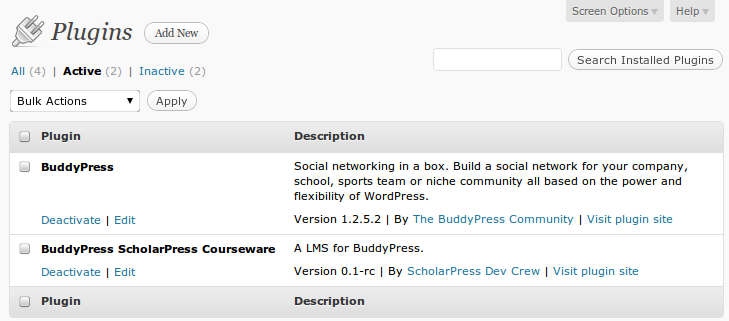 Screen Options ▼ Help ▼
Plugins Add New
Search Installed Plugins
All (4) | Active (2) | Inactive (2)
Bulk Actions ▼ Apply
Plugin Description
BuddyPress Social networking in a box. Build a social network for your company,
school, sports team or niche community all based on the power and
flexibility of WordPress.
Deactivate | Edit Version 1.2.5.2 | By The BuddyPress Community | Visit plugin site
BuddyPress ScholarPress Courseware A LMS for BuddyPress.
Deactivate | Edit Version 0.1-rc | By ScholarPress Dev Crew | Visit plugin site
Plugin Description